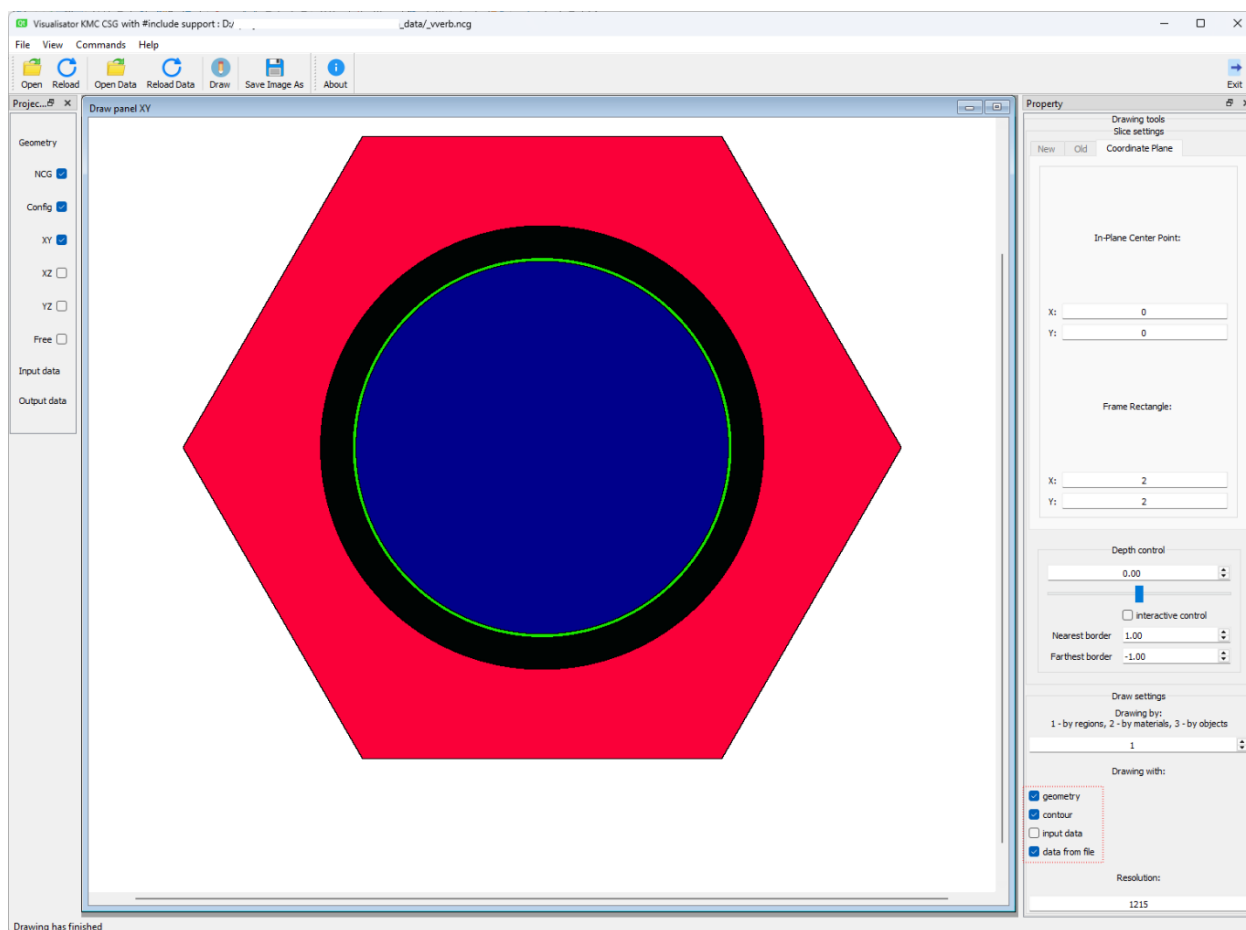 Visualisator KMC CSG with #include support : D:/ _data/_vverb.ncg
File View Commands Help
Open Reload Open Data Reload Data Draw Save Image As About Exit
Projec...
Draw panel XY
Property
Drawing tools
Slice settings
New Old Coordinate Plane
Geometry
NCG
Config
XY
XZ
YZ
Free
Input data
Output data
In-Plane Center Point:
X: 0
Y: 0
Frame Rectangle:
X: 2
Y: 2
Depth control
0.00
interactive control
Nearest border 1.00
Farthest border -1.00
Draw settings
Drawing by:
1 - by regions, 2 - by materials, 3 - by objects
1
Drawing with:
geometry
contour
input data
data from file
Resolution:
1215
Drawing has finished